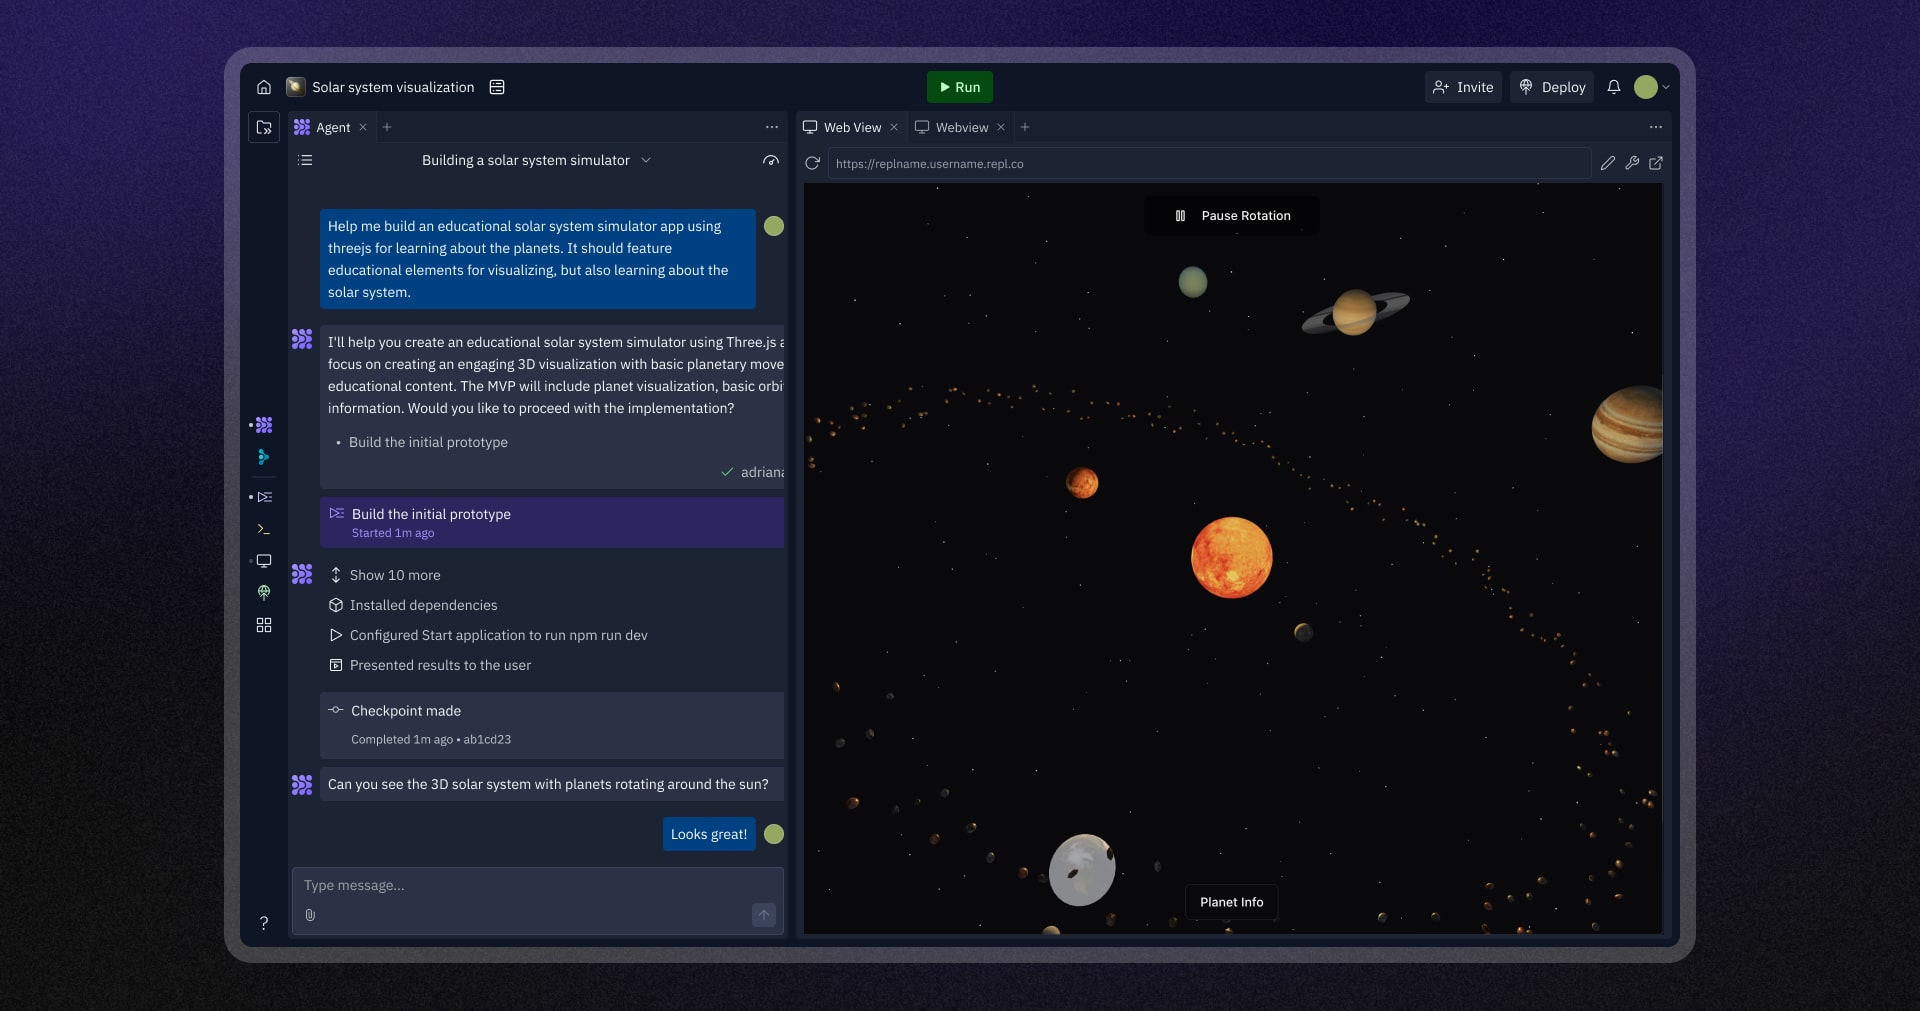 Solar system visualization
Run
Invite
Deploy
Agent
Web View
Webview
Building a solar system simulator
https://replname.username.repl.co
Help me build an educational solar system simulator app using
threejs for learning about the planets. It should feature
educational elements for visualizing, but also learning about the
solar system.
I'll help you create an educational solar system simulator using Three.js
focus on creating an engaging 3D visualization with basic planetary move
educational content. The MVP will include planet visualization, basic orbi
information. Would you like to proceed with the implementation?
• Build the initial prototype
adriana
Build the initial prototype
Started 1m ago
Show 10 more
Installed dependencies
Configured Start application to run npm run dev
Presented results to the user
Checkpoint made
Completed 1m ago • ab1cd23
Can you see the 3D solar system with planets rotating around the sun?
Looks great!
Type message...
?
Pause Rotation
Planet Info